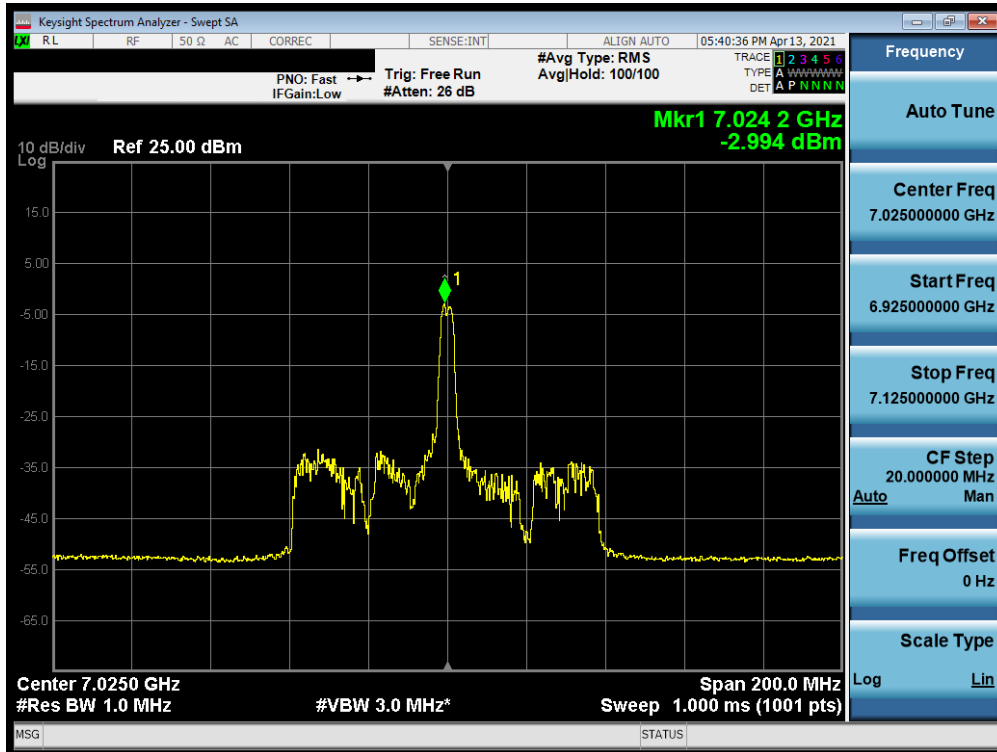 Keysight Spectrum Analyzer - Swept SA
LXI RL RF 50 Ω AC CORREC SENSE:INT ALIGN AUTO 05:40:36 PM Apr 13, 2021
PNO: Fast Trig: Free Run #Avg Type: RMS TRACE 1 2 3 4 5 6
IFGain:Low #Atten: 26 dB Avg|Hold: 100/100 TYPE A WWWWW
DET A P N N N N
Mkr1 7.024 2 GHz
-2.994 dBm
10 dB/div Ref 25.00 dBm
Log
15.0
5.00
1
-5.00
-15.0
-25.0
-35.0
-45.0
-55.0
-65.0
Center 7.0250 GHz Span 200.0 MHz
#Res BW 1.0 MHz #VBW 3.0 MHz* Sweep 1.000 ms (1001 pts)
MSG STATUS
Frequency
Auto Tune
Center Freq
7.025000000 GHz
Start Freq
6.925000000 GHz
Stop Freq
7.125000000 GHz
CF Step
20.000000 MHz
Auto Man
Freq Offset
0 Hz
Scale Type
Log Lin